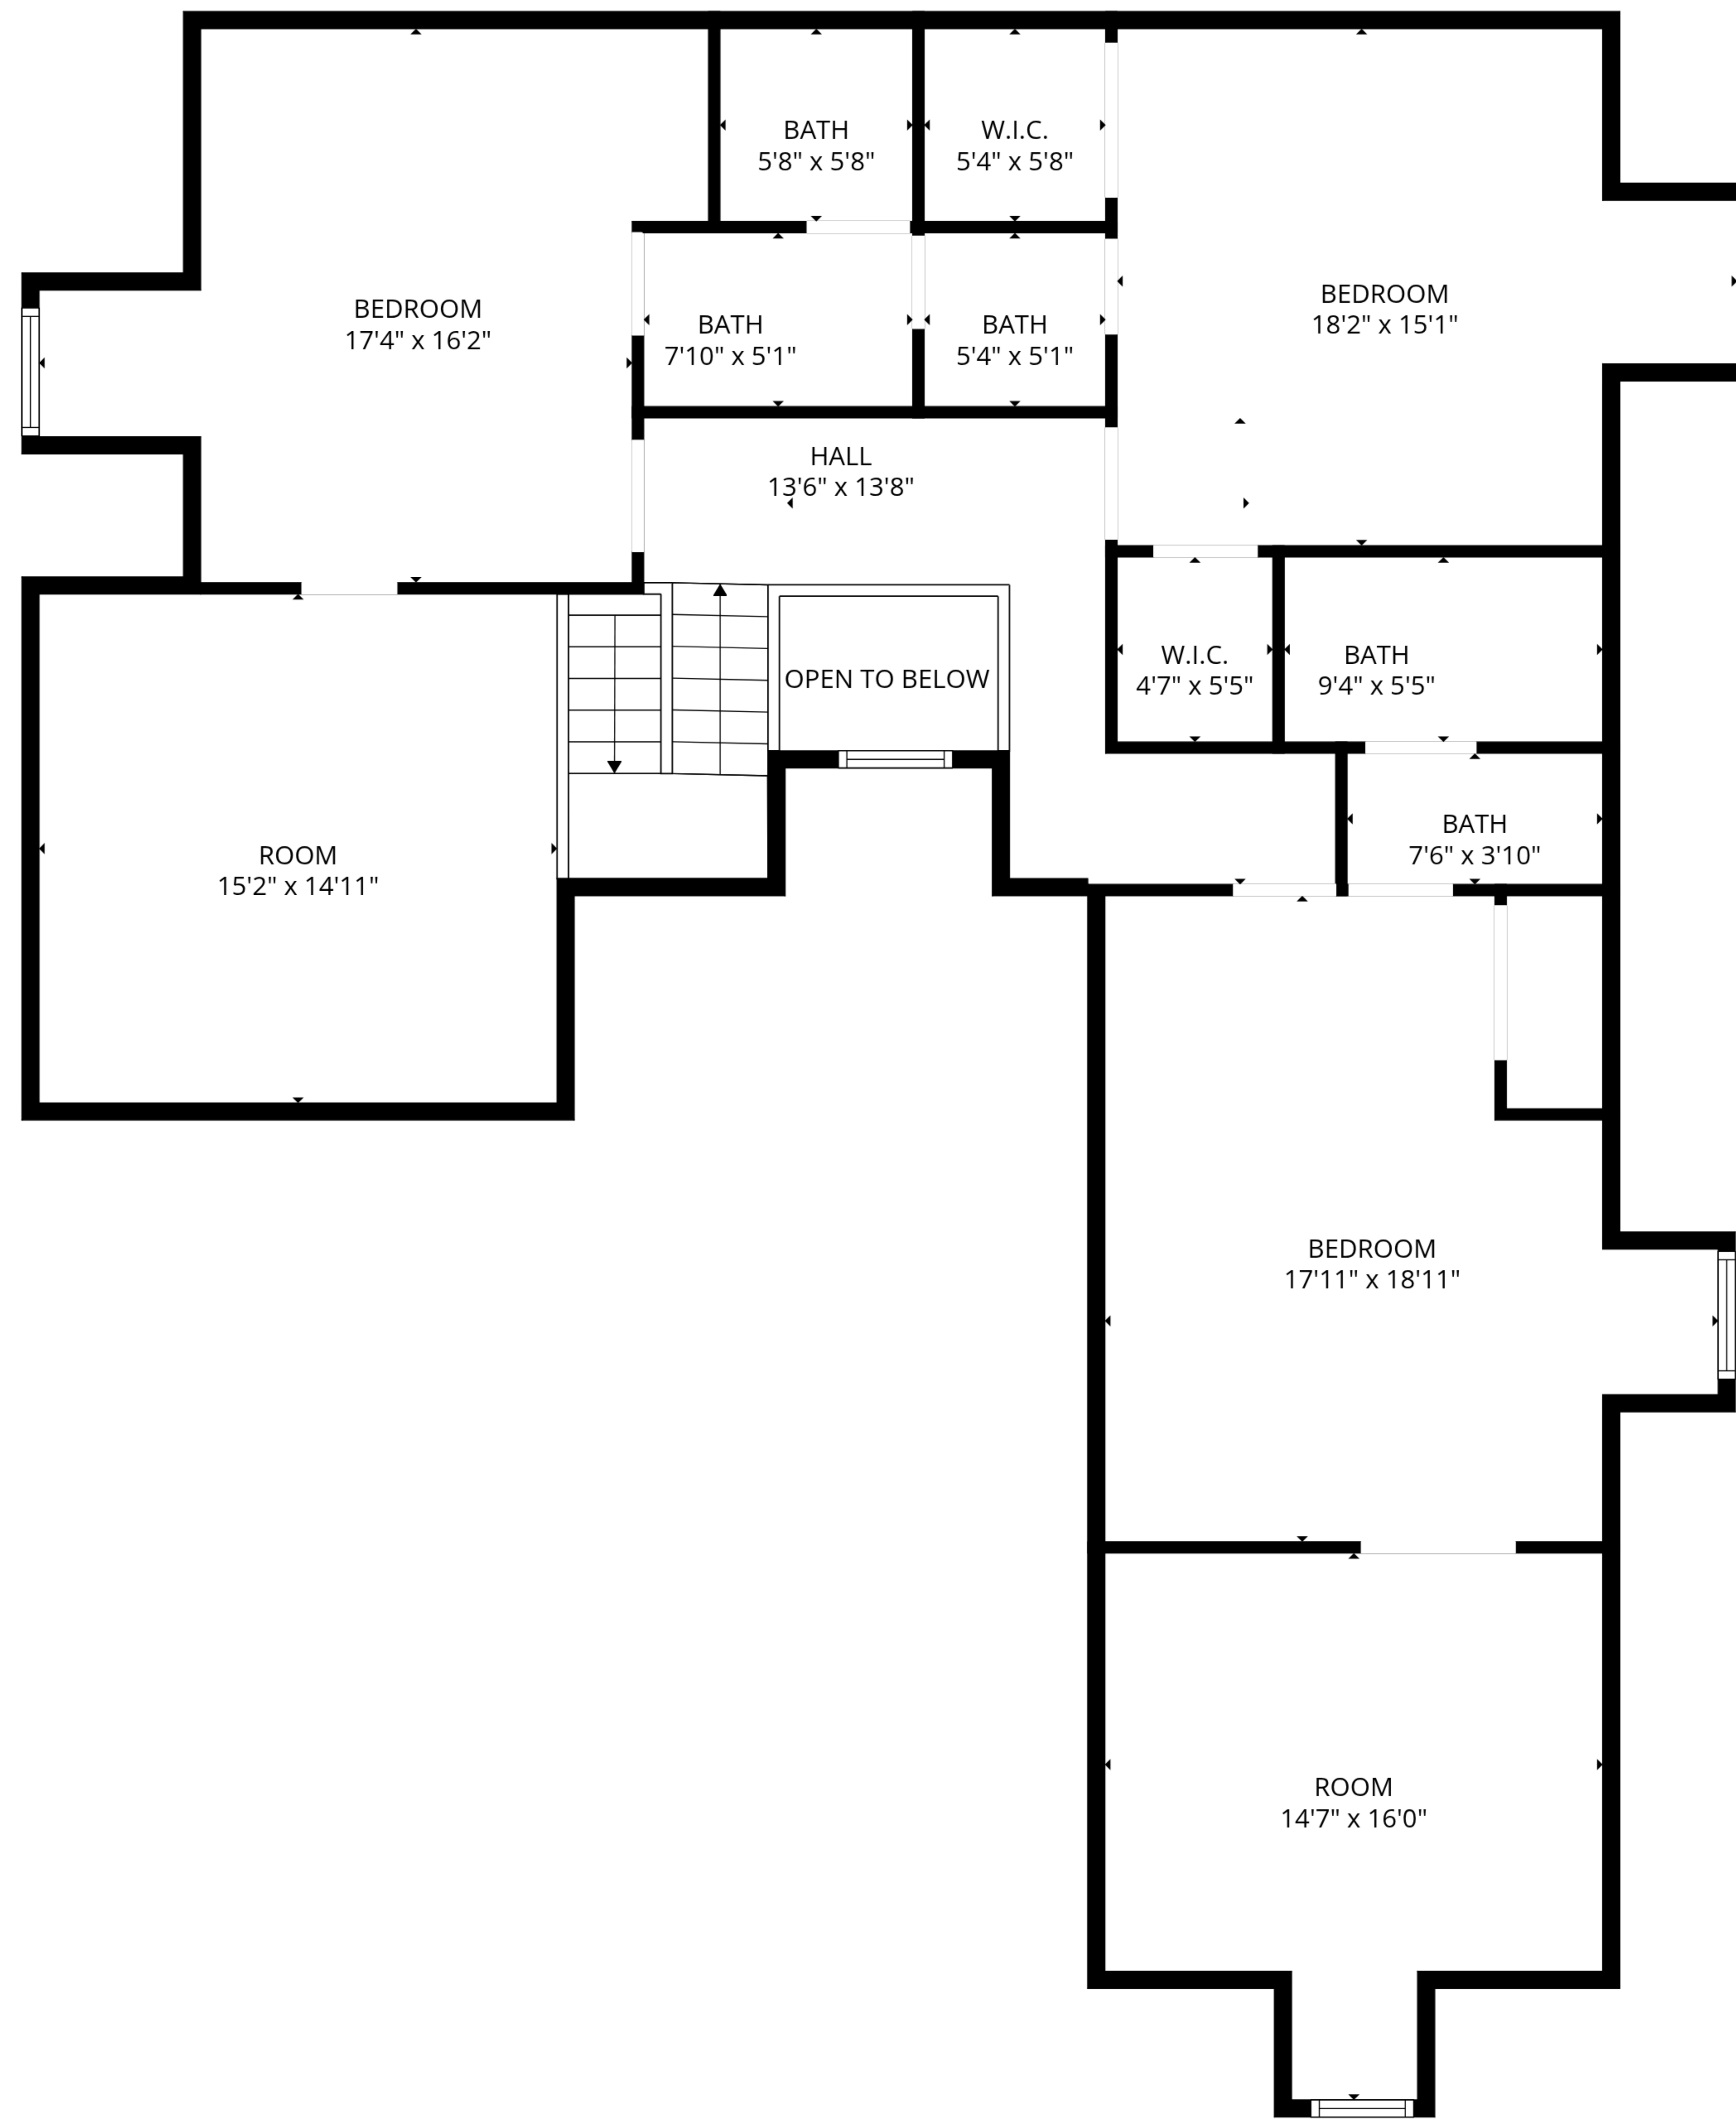 BATH
5'8" x 5'8"
W.I.C.
5'4" x 5'8"
BEDROOM
17'4" x 16'2"
BATH
7'10" x 5'1"
BATH
5'4" x 5'1"
BEDROOM
18'2" x 15'1"
HALL
13'6" x 13'8"
OPEN TO BELOW
W.I.C.
4'7" x 5'5"
BATH
9'4" x 5'5"
BATH
7'6" x 3'10"
ROOM
15'2" x 14'11"
BEDROOM
17'11" x 18'11"
ROOM
14'7" x 16'0"